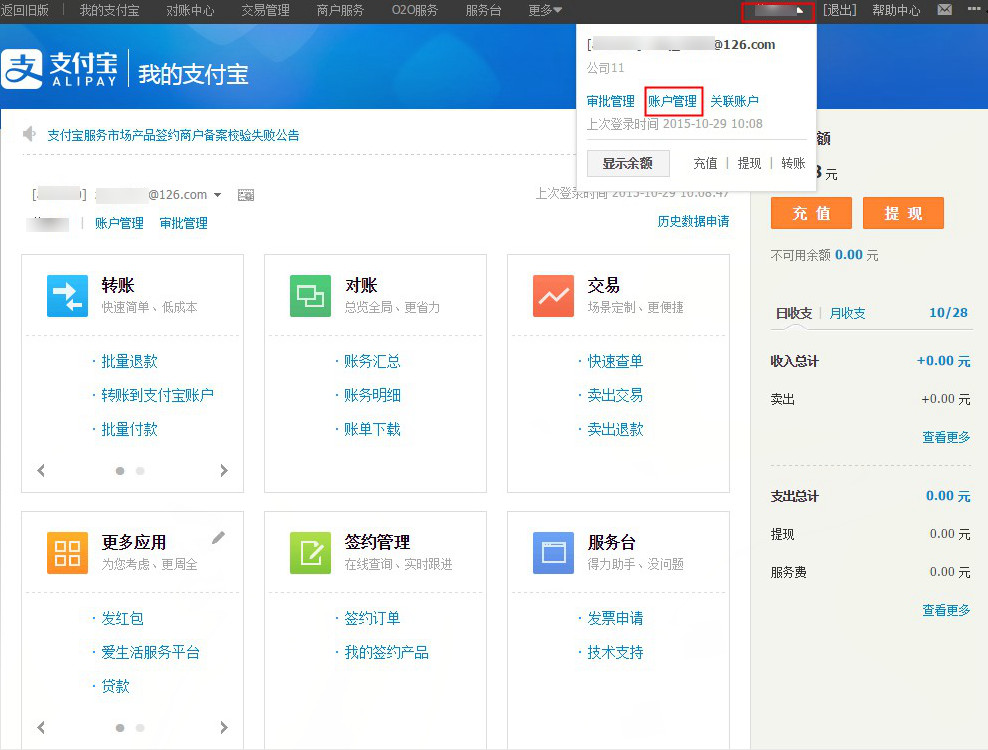 返回旧版 我的支付宝 对账中心 交易管理 商户服务 O2O服务 服务台 更多 [退出] 帮助中心
支付宝 ALIPAY 我的支付宝
@126.com
公司11
审批管理 账户管理 关联账户
上次登录时间 2015-10-29 10:08
显示余额 充值 | 提现 | 转账
支付宝服务市场产品签约商户备案校验失败公告
额
元
@126.com
上次登录时间 2015-10-29 10:08:47
账户管理 审批管理
历史数据申请
充 值 提 现
不可用余额 0.00 元
转账
快速简单、低成本
· 批量退款
· 转账到支付宝账户
· 批量付款
对账
总览全局、更省力
· 账务汇总
· 账务明细
· 账单下载
交易
场景定制、更便捷
· 快速查单
· 卖出交易
· 卖出退款
日收支 | 月收支 10/28
收入总计 +0.00 元
卖出 +0.00 元
查看更多
支出总计 0.00 元
提现 0.00 元
服务费 0.00 元
查看更多
更多应用
为您考虑、更周全
· 发红包
· 爱生活服务平台
· 贷款
签约管理
在线查询、实时跟进
· 签约订单
· 我的签约产品
服务台
得力助手、没问题
· 发票申请
· 技术支持